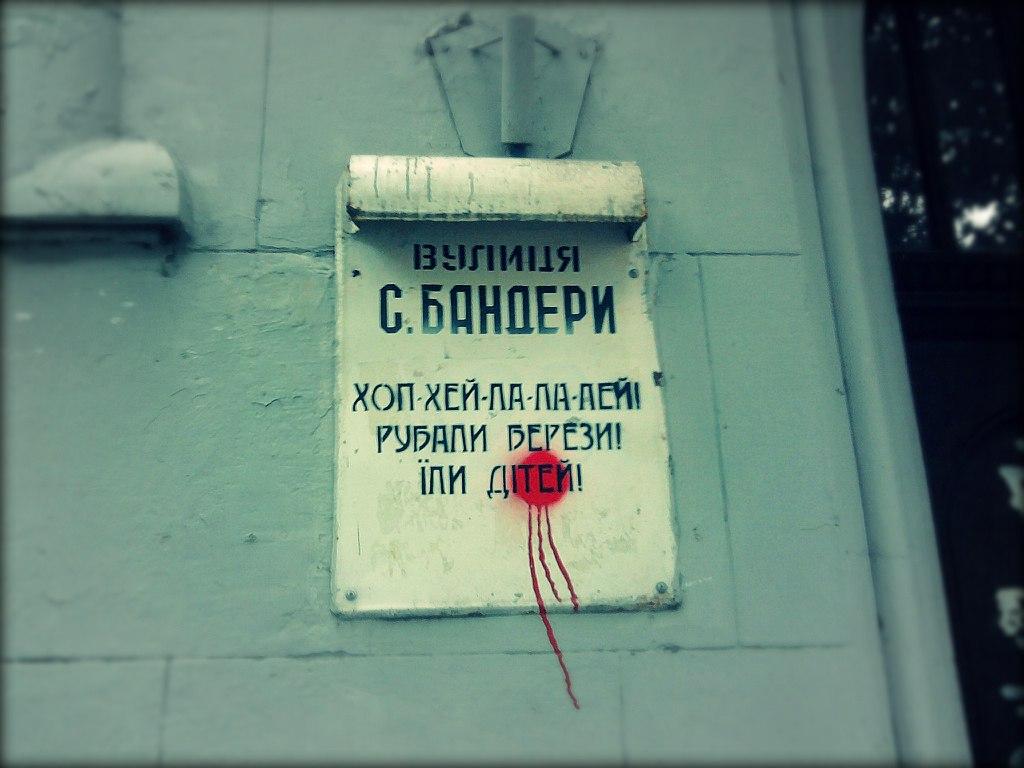 ВУЛИЦЯ
С. БАНДЕРИ
ХОП-ХЕЙ-ЛА-ЛА-ЛЕЙ!
РУБАЛИ БЕРЕЗИ!
ЇЛИ ДІТЕЙ!